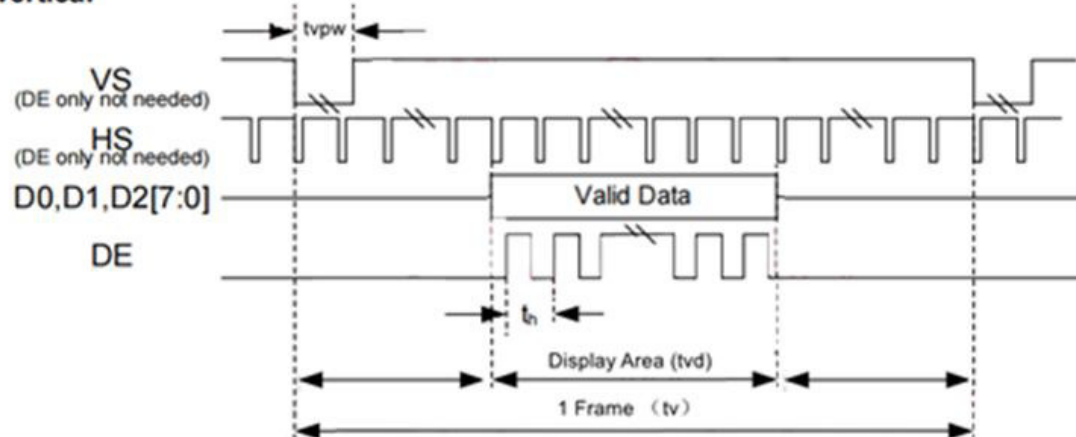 tvpw
VS
(DE only not needed)
HS
(DE only not needed)
D0,D1,D2[7:0]
Valid Data
DE
th
Display Area (tvd)
1 Frame （tv）